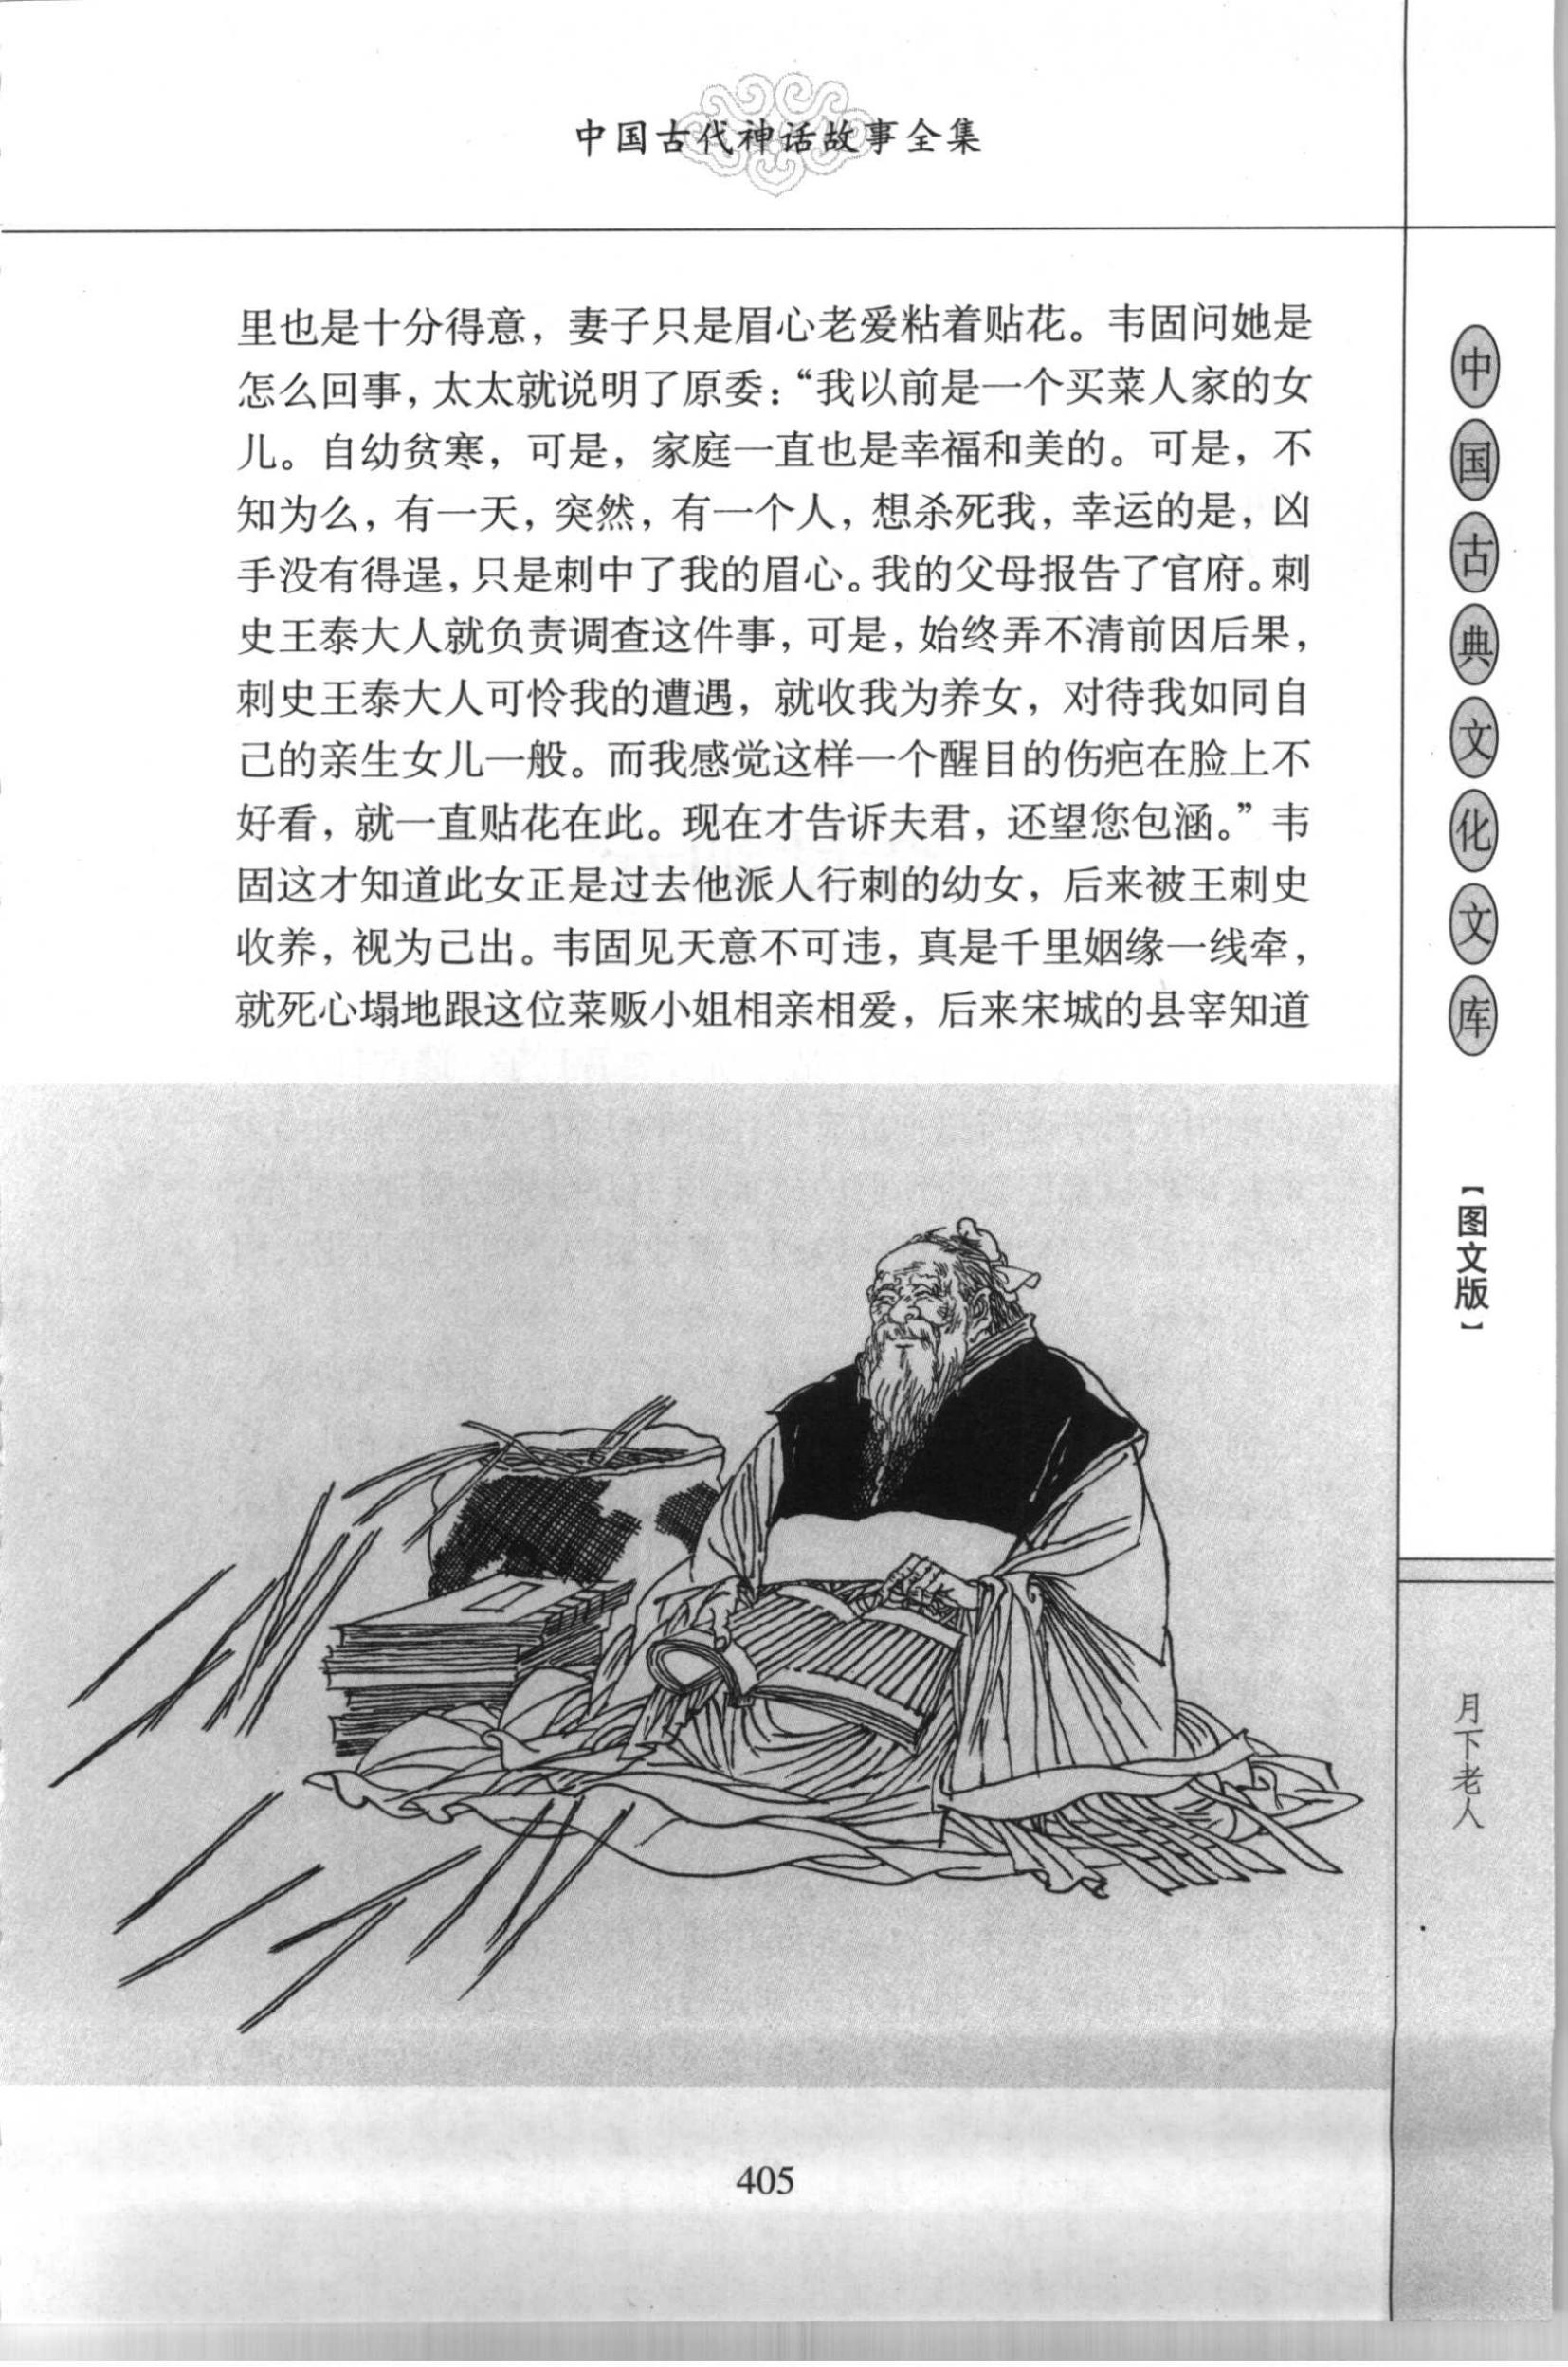 中国古代神话故事全集
里也是十分得意，妻子只是眉心老爱粘着贴花。韦固问她是
怎么回事，太太就说明了原委：“我以前是一个买菜人家的女
儿。自幼贫寒，可是，家庭一直也是幸福和美的。可是，不
知为么，有一天，突然，有一个人，想杀死我，幸运的是，凶
手没有得逞，只是刺中了我的眉心。我的父母报告了官府。刺
史王泰大人就负责调查这件事，可是，始终弄不清前因后果，
刺史王泰大人可怜我的遭遇，就收我为养女，对待我如同自
己的亲生女儿一般。而我感觉这样一个醒目的伤疤在脸上不
好看，就一直贴花在此。现在才告诉夫君，还望您包涵。”韦
固这才知道此女正是过去他派人行刺的幼女，后来被王刺史
收养，视为己出。韦固见天意不可违，真是千里姻缘一线牵，
就死心塌地跟这位菜贩小姐相亲相爱，后来宋城的县宰知道
中国古典文化文库
【图文版】
月下老人
405